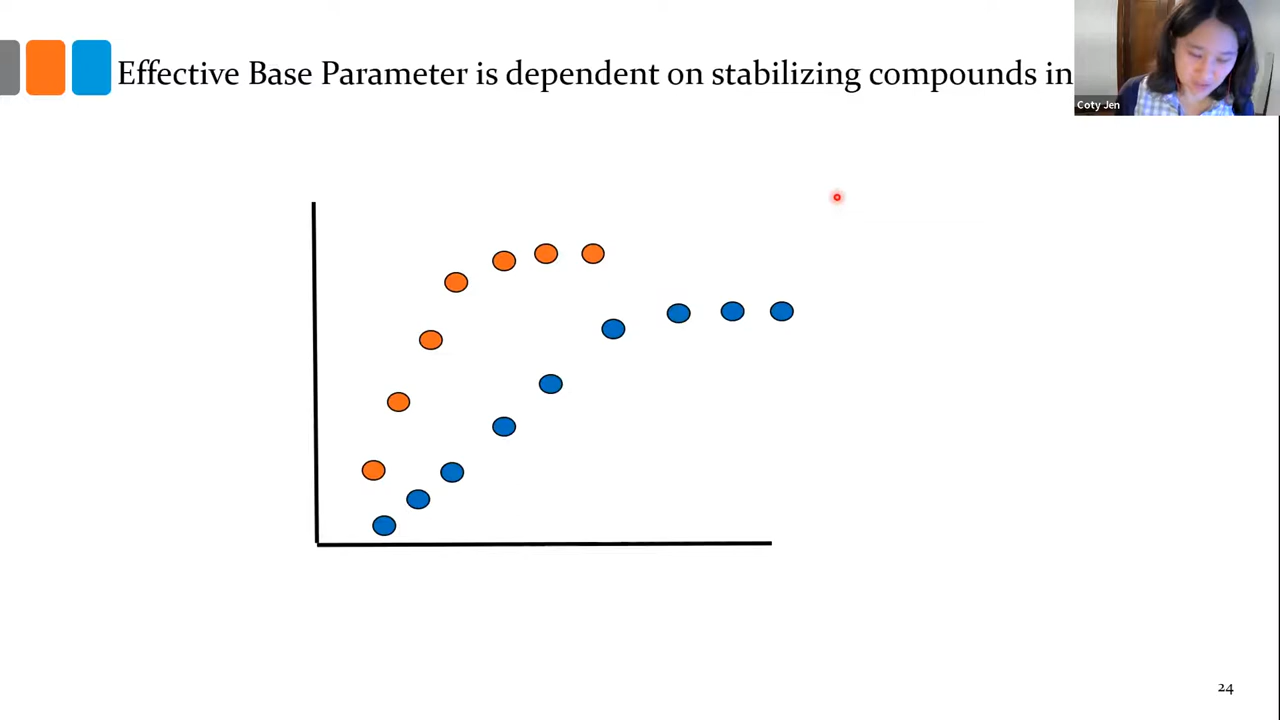 Effective Base Parameter is dependent on stabilizing compounds in
Coty Jen
24